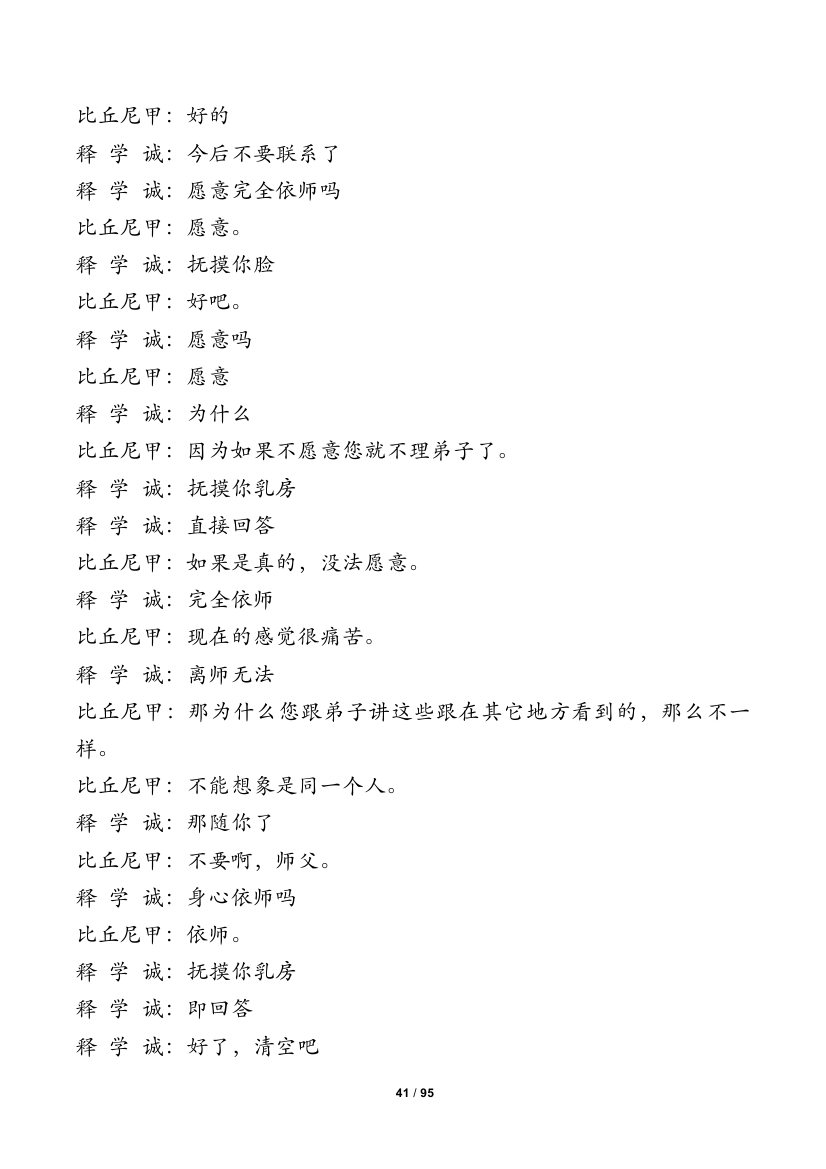 比丘尼甲：好的
释 学 诚：今后不要联系了
释 学 诚：愿意完全依师吗
比丘尼甲：愿意。
释 学 诚：抚摸你脸
比丘尼甲：好吧。
释 学 诚：愿意吗
比丘尼甲：愿意
释 学 诚：为什么
比丘尼甲：因为如果不愿意您就不理弟子了。
释 学 诚：抚摸你乳房
释 学 诚：直接回答
比丘尼甲：如果是真的，没法愿意。
释 学 诚：完全依师
比丘尼甲：现在的感觉很痛苦。
释 学 诚：离师无法
比丘尼甲：那为什么您跟弟子讲这些跟在其它地方看到的，那么不一
样。
比丘尼甲：不能想象是同一个人。
释 学 诚：那随你了
比丘尼甲：不要啊，师父。
释 学 诚：身心依师吗
比丘尼甲：依师。
释 学 诚：抚摸你乳房
释 学 诚：即回答
释 学 诚：好了，清空吧
41 / 95